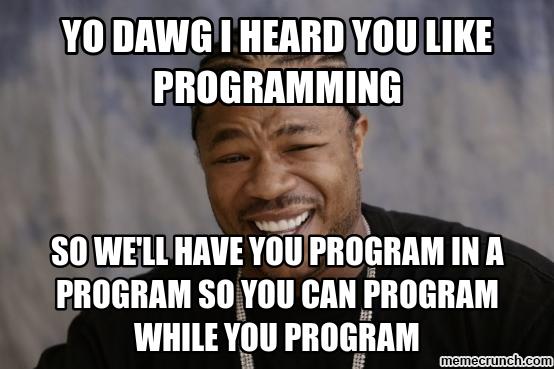 YO DAWG I HEARD YOU LIKE
PROGRAMMING
SO WE'LL HAVE YOU PROGRAM IN A
PROGRAM SO YOU CAN PROGRAM
WHILE YOU PROGRAM
memecrunch.com